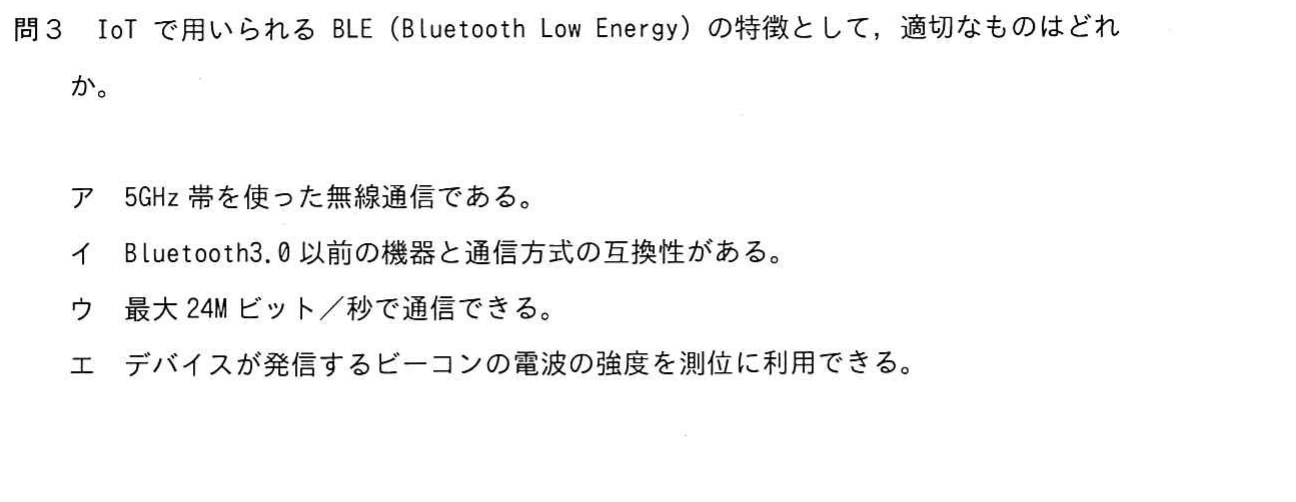 問3 IoT で用いられる BLE（Bluetooth Low Energy）の特徴として，適切なものはどれ
か。
ア 5GHz 帯を使った無線通信である。
イ Bluetooth3.0 以前の機器と通信方式の互換性がある。
ウ 最大 24M ビット／秒で通信できる。
エ デバイスが発信するビーコンの電波の強度を測位に利用できる。